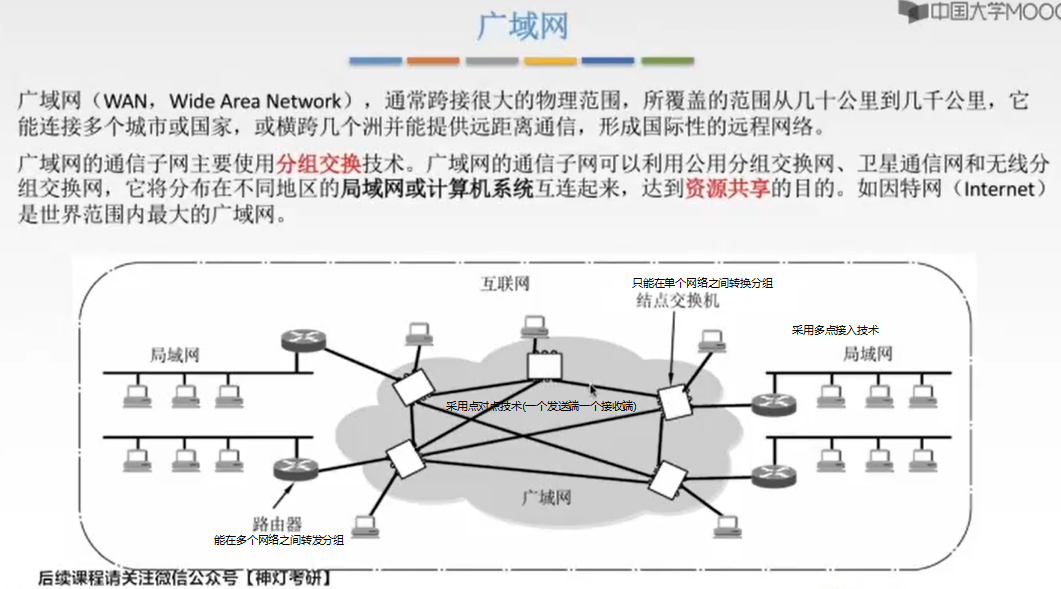 中国大学MOOC
广域网
广域网（WAN，Wide Area Network），通常跨接很大的物理范围，所覆盖的范围从几十公里到几千公里，它
能连接多个城市或国家，或横跨几个洲并能提供远距离通信，形成国际性的远程网络。
广域网的通信子网主要使用分组交换技术。广域网的通信子网可以利用公用分组交换网、卫星通信网和无线分
组交换网，它将分布在不同地区的局域网或计算机系统互连起来，达到资源共享的目的。如因特网（Internet）
是世界范围内最大的广域网。
互联网
只能在单个网络之间转换分组
结点交换机
采用多点接入技术
局域网
局域网
采用点对点技术(一个发送端一个接收端)
广域网
路由器
能在多个网络之间转发分组
后续课程请关注微信公众号【神灯考研】